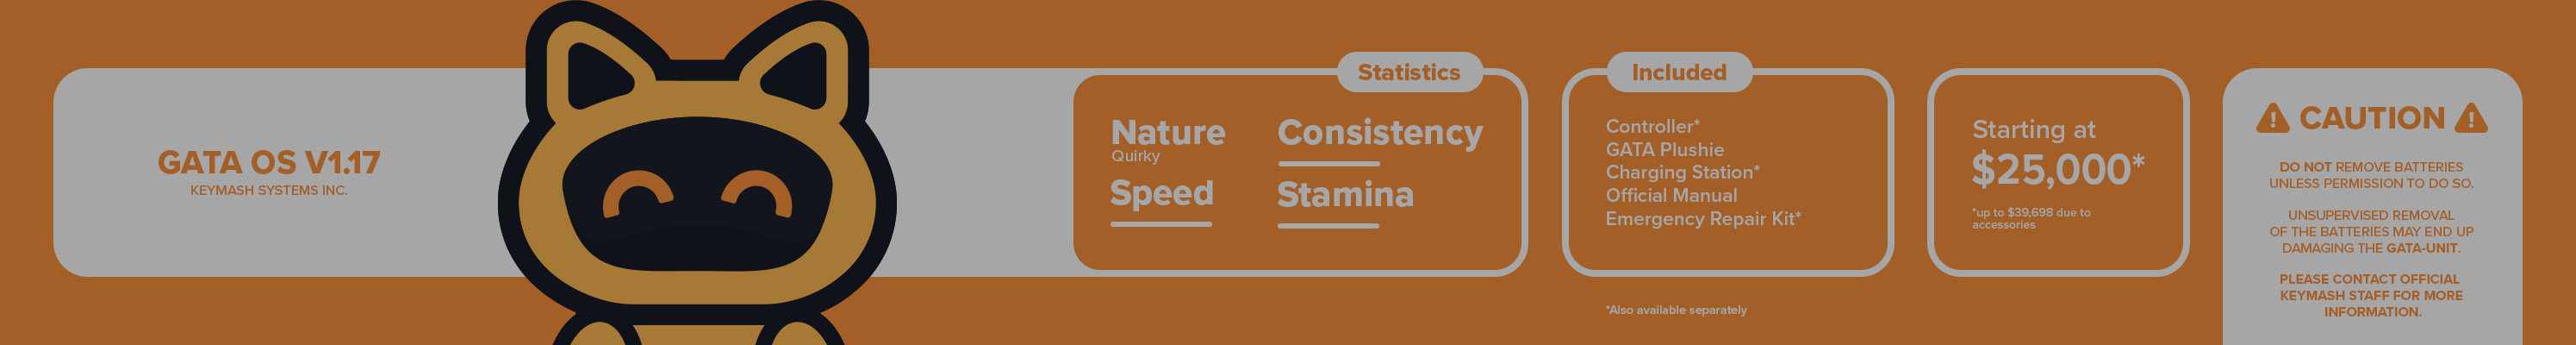 GATA OS V1.17
KEYMASH SYSTEMS INC.
Statistics
Nature
Quirky
Consistency
Speed
Stamina
Included
Controller*
GATA Plushie
Charging Station*
Official Manual
Emergency Repair Kit*
*Also available separately
Starting at
$25,000*
*up to $39,698 due to
accessories
CAUTION
DO NOT REMOVE BATTERIES
UNLESS PERMISSION TO DO SO.
UNSUPERVISED REMOVAL
OF THE BATTERIES MAY END UP
DAMAGING THE GATA-UNIT.
PLEASE CONTACT OFFICIAL
KEYMASH STAFF FOR MORE
INFORMATION.